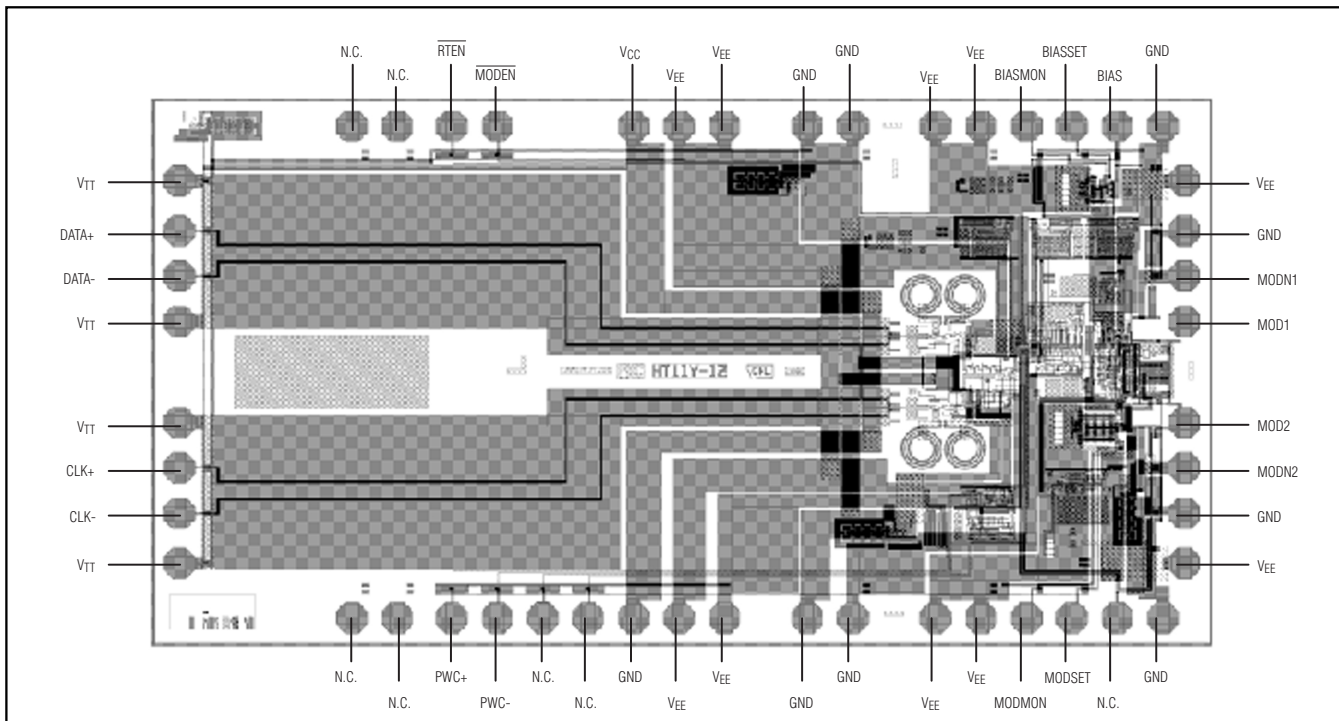 N.C.
N.C.
RTEN
MODEN
VCC
VEE
VEE
GND
GND
VEE
VEE
BIASMON
BIASSET
BIAS
GND
VTT
DATA+
DATA-
VTT
VTT
CLK+
CLK-
VTT
HT11Y-1Z
VEE
GND
MODN1
MOD1
MOD2
MODN2
GND
VEE
N.C.
N.C.
PWC+
PWC-
N.C.
N.C.
GND
VEE
VEE
GND
GND
VEE
VEE
MODMON
MODSET
N.C.
GND